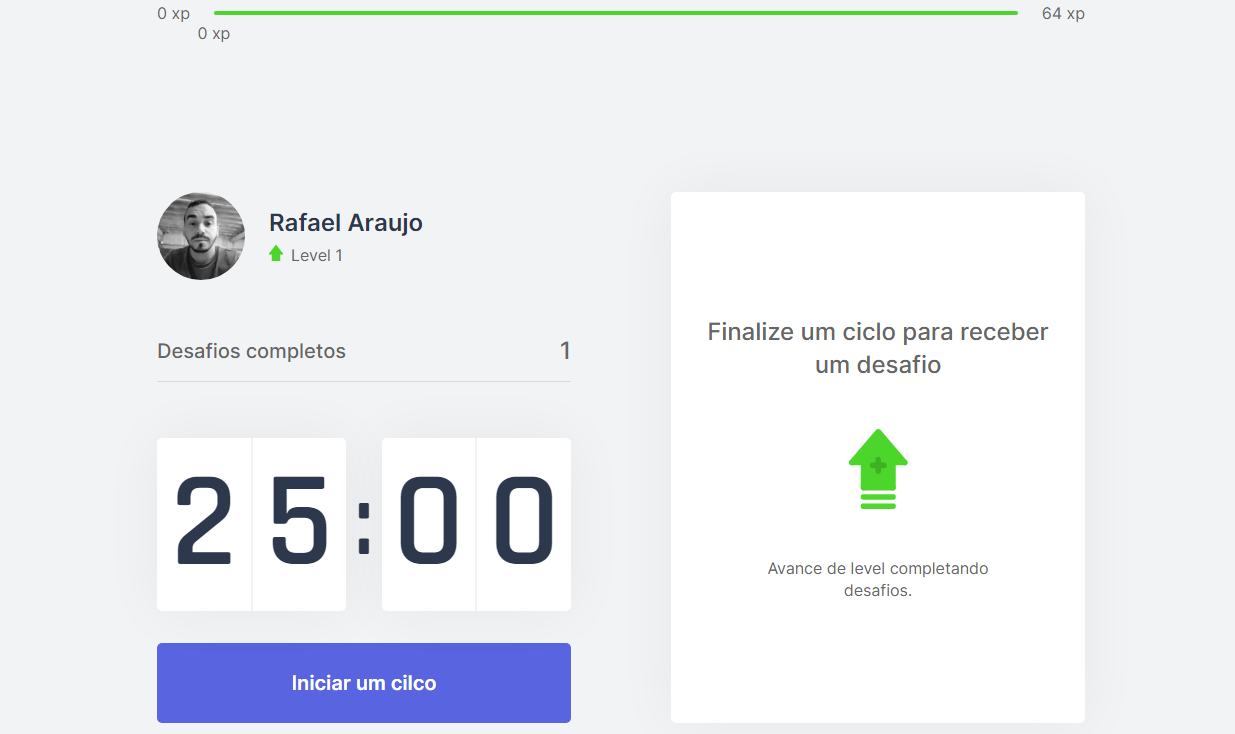 0 xp
64 xp
0 xp
Rafael Araujo
Level 1
Desafios completos
1
25:00
Iniciar um cilco
Finalize um ciclo para receber
um desafio
Avance de level completando
desafios.